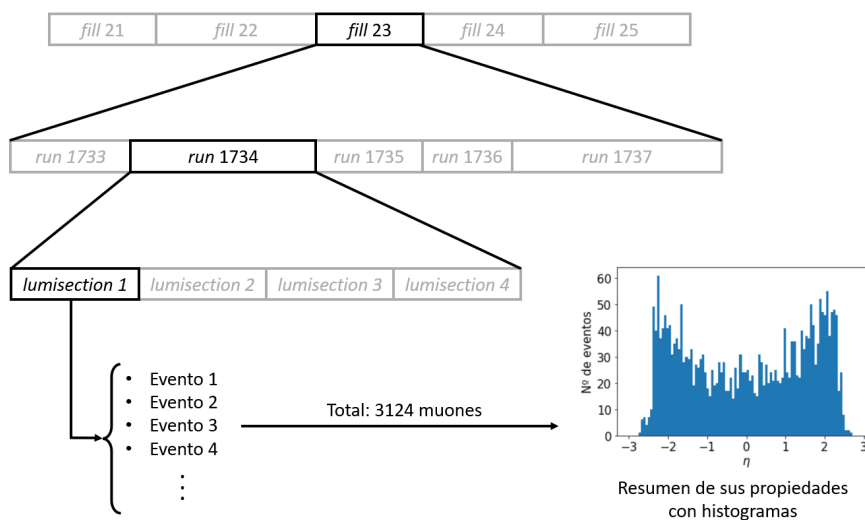 fill 21 fill 22 fill 23 fill 24 fill 25
run 1733 run 1734 run 1735 run 1736 run 1737
lumisection 1 lumisection 2 lumisection 3 lumisection 4
• Evento 1
• Evento 2
• Evento 3
• Evento 4
⋮
Total: 3124 muones
Nº de eventos
60
50
40
30
20
10
0
−3 −2 −1 0 1 2 3
η
Resumen de sus propiedades
con histogramas